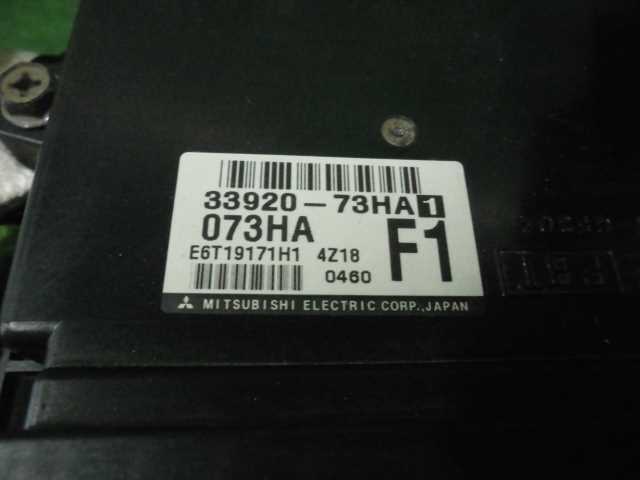 33920-73HA1
073HA
F1
E6T19171H1 4Z18
0460
MITSUBISHI ELECTRIC CORP.,JAPAN